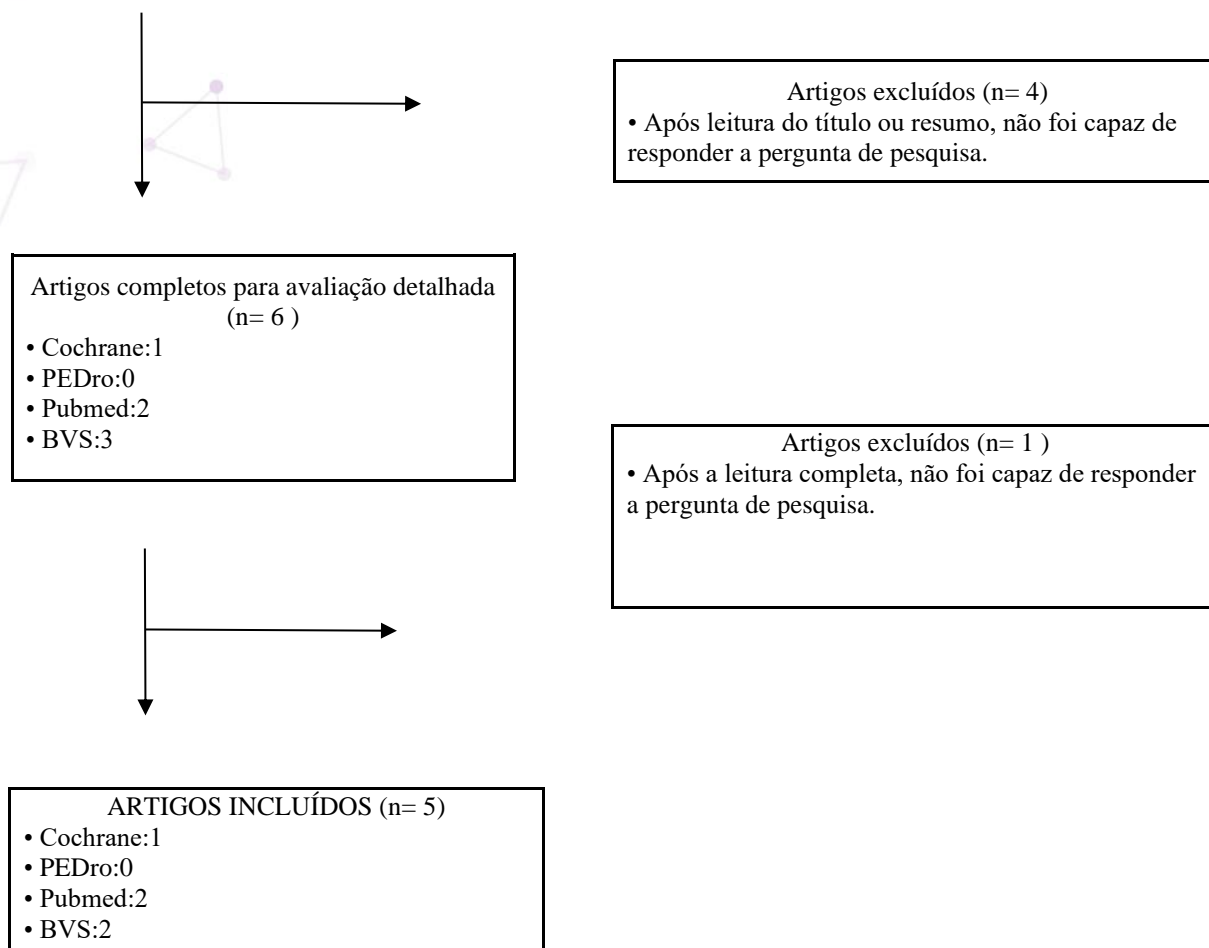 Artigos excluídos (n= 4)
• Após leitura do título ou resumo, não foi capaz de
responder a pergunta de pesquisa.
Artigos completos para avaliação detalhada
(n= 6 )
• Cochrane:1
• PEDro:0
• Pubmed:2
• BVS:3
Artigos excluídos (n= 1 )
• Após a leitura completa, não foi capaz de responder
a pergunta de pesquisa.
ARTIGOS INCLUÍDOS (n= 5)
• Cochrane:1
• PEDro:0
• Pubmed:2
• BVS:2